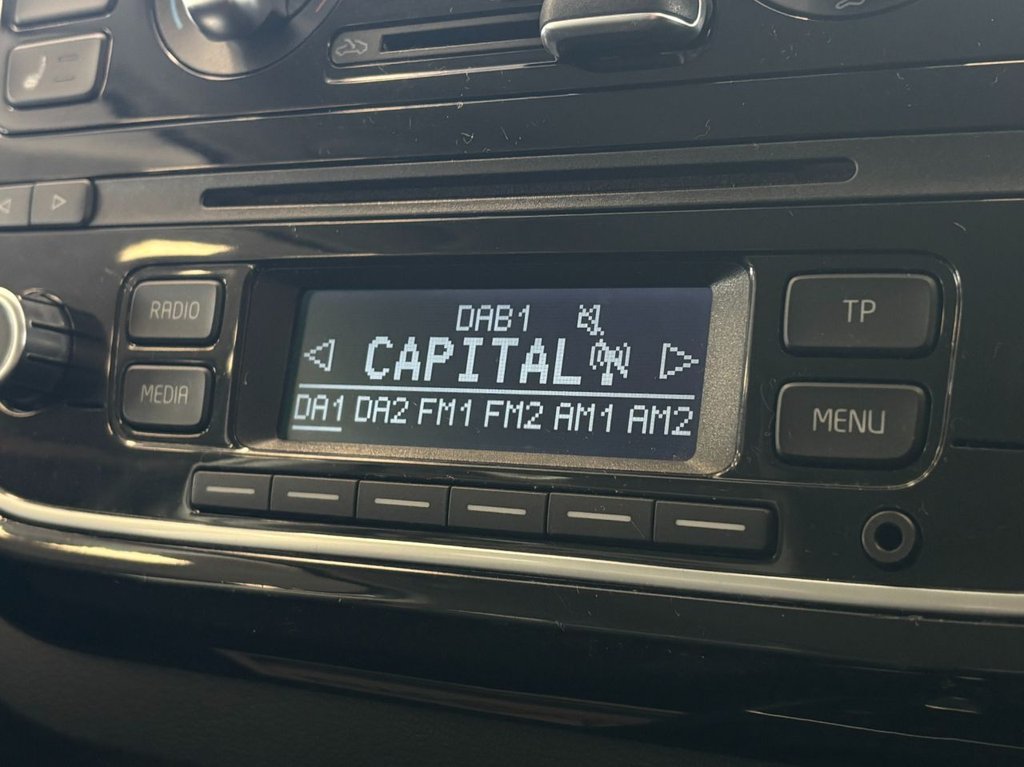 RADIO
MEDIA
DAB1
CAPITAL
DA1 DA2 FM1 FM2 AM1 AM2
TP
MENU